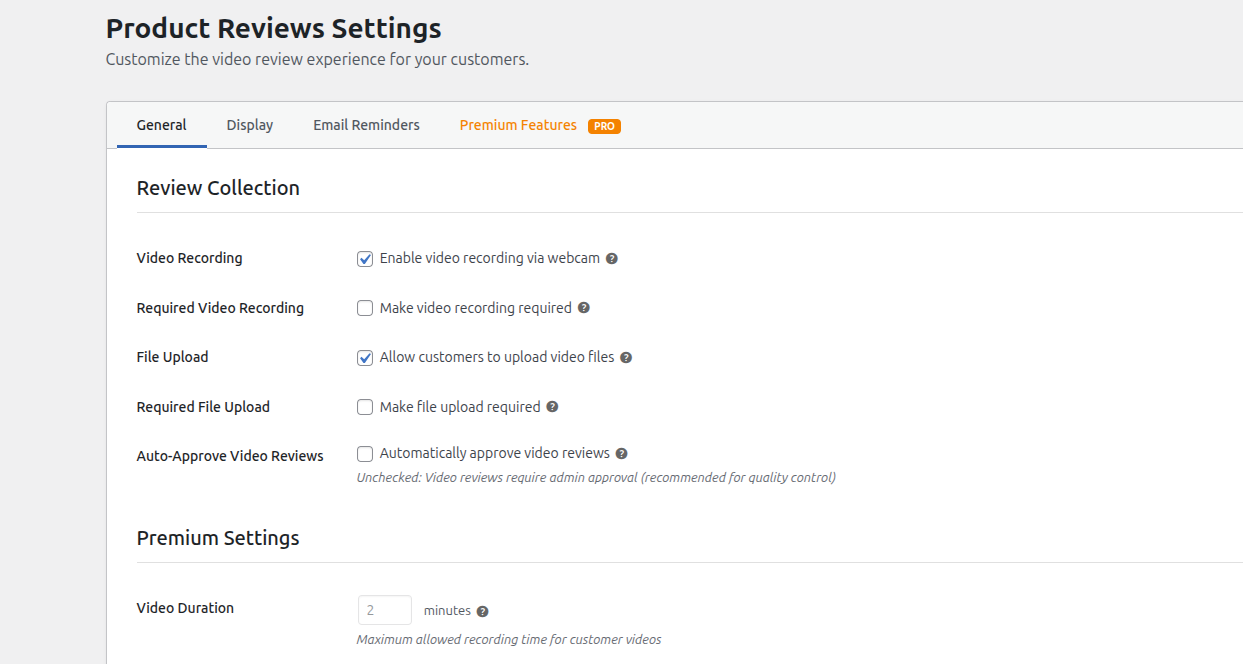 Product Reviews Settings
Customize the video review experience for your customers.
General Display Email Reminders Premium Features PRO
Review Collection
Video Recording Enable video recording via webcam ?
Required Video Recording Make video recording required ?
File Upload Allow customers to upload video files ?
Required File Upload Make file upload required ?
Auto-Approve Video Reviews Automatically approve video reviews ?
Unchecked: Video reviews require admin approval (recommended for quality control)
Premium Settings
Video Duration 2 minutes ?
Maximum allowed recording time for customer videos